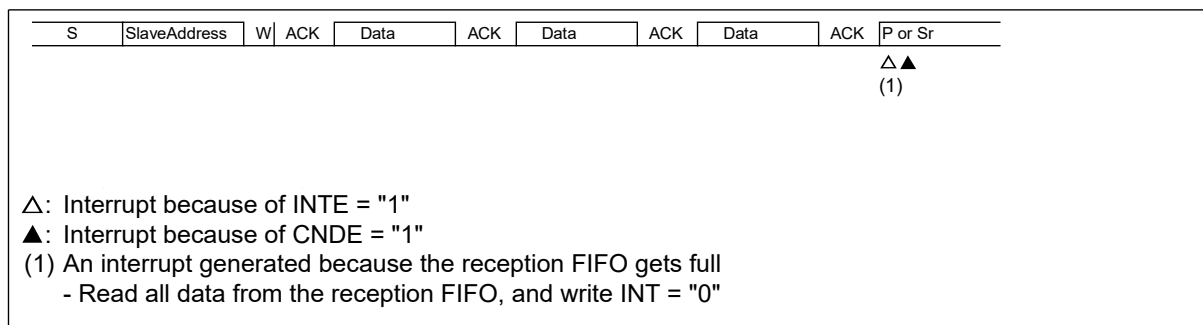 S SlaveAddress W ACK Data ACK Data ACK Data ACK P or Sr
△▲
(1)
△: Interrupt because of INTE = "1"
▲: Interrupt because of CNDE = "1"
(1) An interrupt generated because the reception FIFO gets full
- Read all data from the reception FIFO, and write INT = "0"